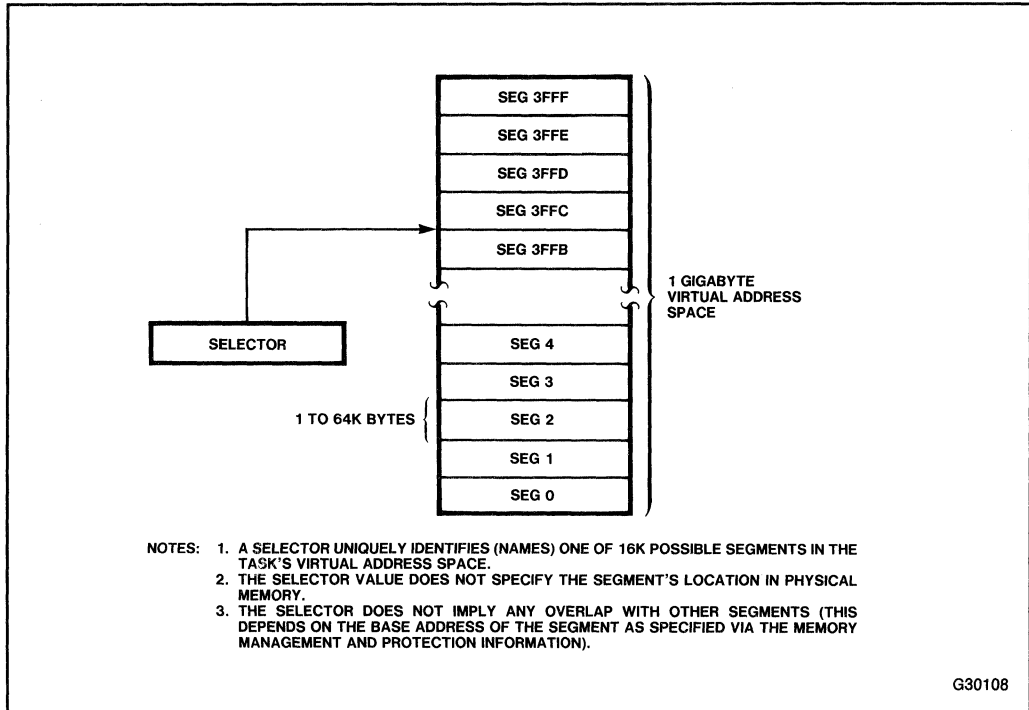 SEG 3FFF
SEG 3FFE
SEG 3FFD
SEG 3FFC
SEG 3FFB
1 GIGABYTE
VIRTUAL ADDRESS
SPACE
SELECTOR
SEG 4
SEG 3
1 TO 64K BYTES
SEG 2
SEG 1
SEG 0
NOTES: 1. A SELECTOR UNIQUELY IDENTIFIES (NAMES) ONE OF 16K POSSIBLE SEGMENTS IN THE
TASK'S VIRTUAL ADDRESS SPACE.
2. THE SELECTOR VALUE DOES NOT SPECIFY THE SEGMENT'S LOCATION IN PHYSICAL
MEMORY.
3. THE SELECTOR DOES NOT IMPLY ANY OVERLAP WITH OTHER SEGMENTS (THIS
DEPENDS ON THE BASE ADDRESS OF THE SEGMENT AS SPECIFIED VIA THE MEMORY
MANAGEMENT AND PROTECTION INFORMATION).
G30108